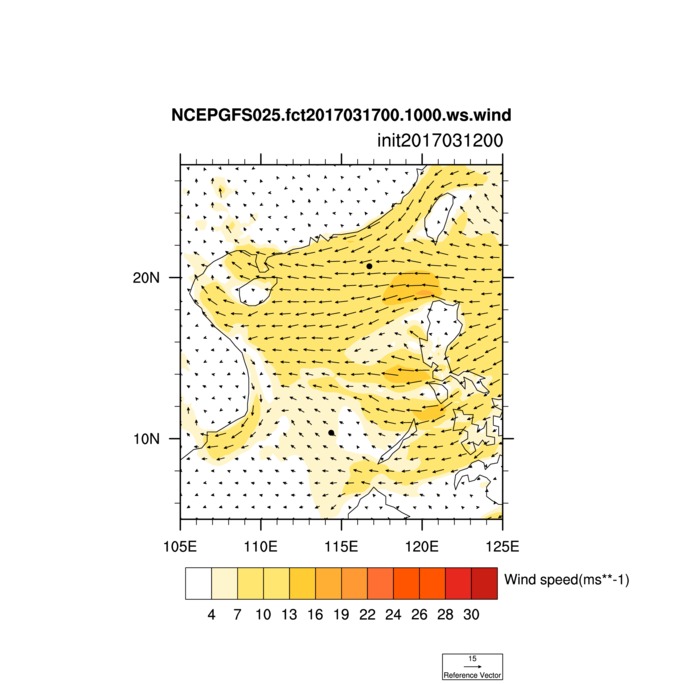 NCEPGFS025.fct2017031700.1000.ws.wind
init2017031200
20N
10N
105E 110E 115E 120E 125E
Wind speed(ms**-1)
4 7 10 13 16 19 22 24 26 28 30
15
Reference Vector